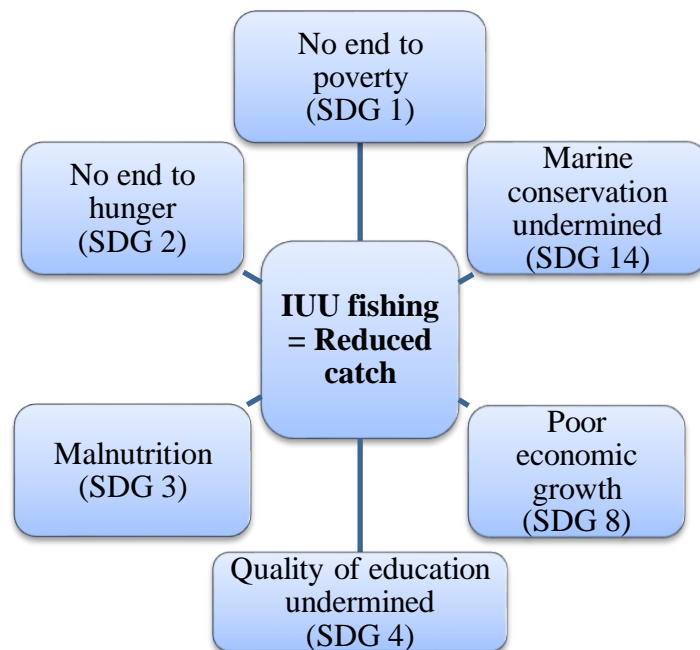 No end to
poverty
(SDG 1)
No end to
hunger
(SDG 2)
Marine
conservation
undermined
(SDG 14)
IUU fishing
= Reduced
catch
Malnutrition
(SDG 3)
Poor
economic
growth
(SDG 8)
Quality of education
undermined
(SDG 4)